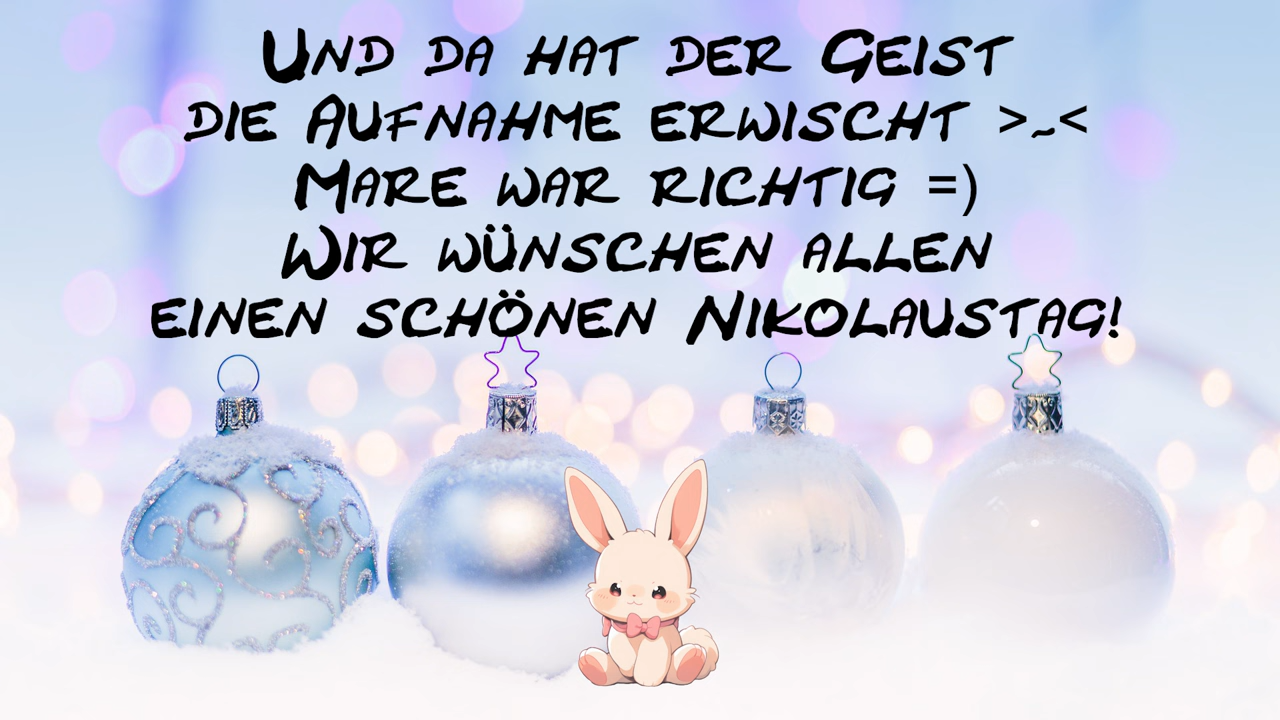 Und da hat der Geist
die Aufnahme erwischt >~<
Mare war richtig =)
Wir wünschen allen
einen schönen Nikolaustag!